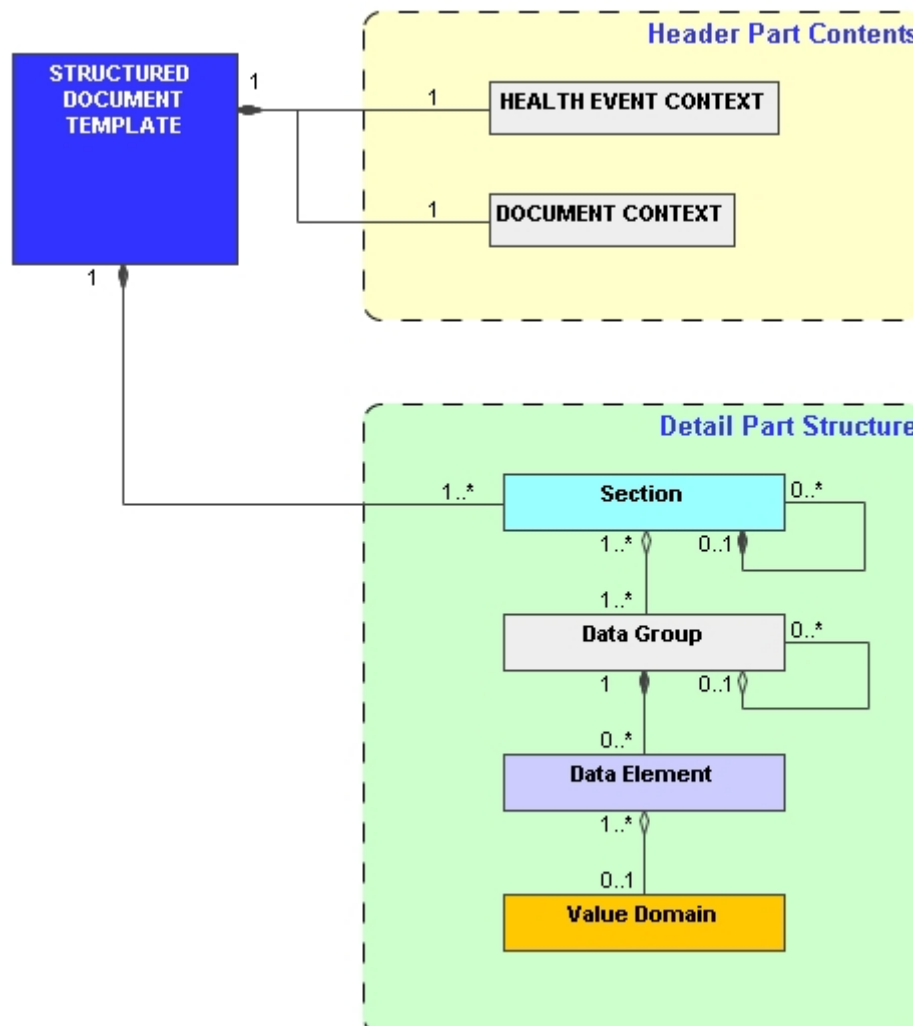 Header Part Contents
STRUCTURED
DOCUMENT
TEMPLATE
1
1
HEALTH EVENT CONTEXT
1
DOCUMENT CONTEXT
1
Detail Part Structure
1..*
Section
0..*
1..*
0..1
1..*
Data Group
0..*
1
0..1
0..*
Data Element
1..*
0..1
Value Domain